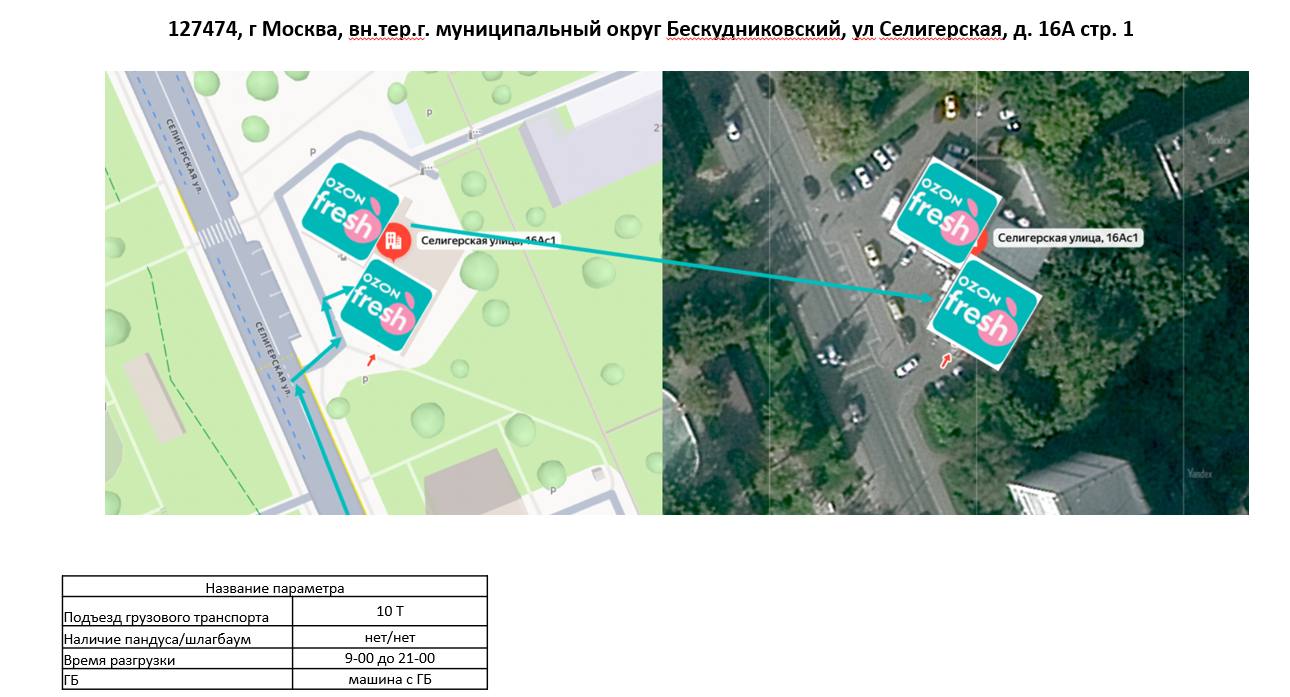 127474, г Москва, вн.тер.г. муниципальный округ Бескудниковский, ул Селигерская, д. 16А стр. 1
СЕЛИГЕРСКАЯ УЛ.
P
P
OZON
fresh
Селигерская улица, 16Ас1
OZON
fresh
СЕЛИГЕРСКАЯ УЛ.
P
P
Yandex
OZON
fresh
Селигерская улица, 16Ас1
OZON
fresh
Yandex
Название параметра
Подъезд грузового транспорта 10 Т
Наличие пандуса/шлагбаум нет/нет
Время разгрузки 9-00 до 21-00
ГБ машина с ГБ